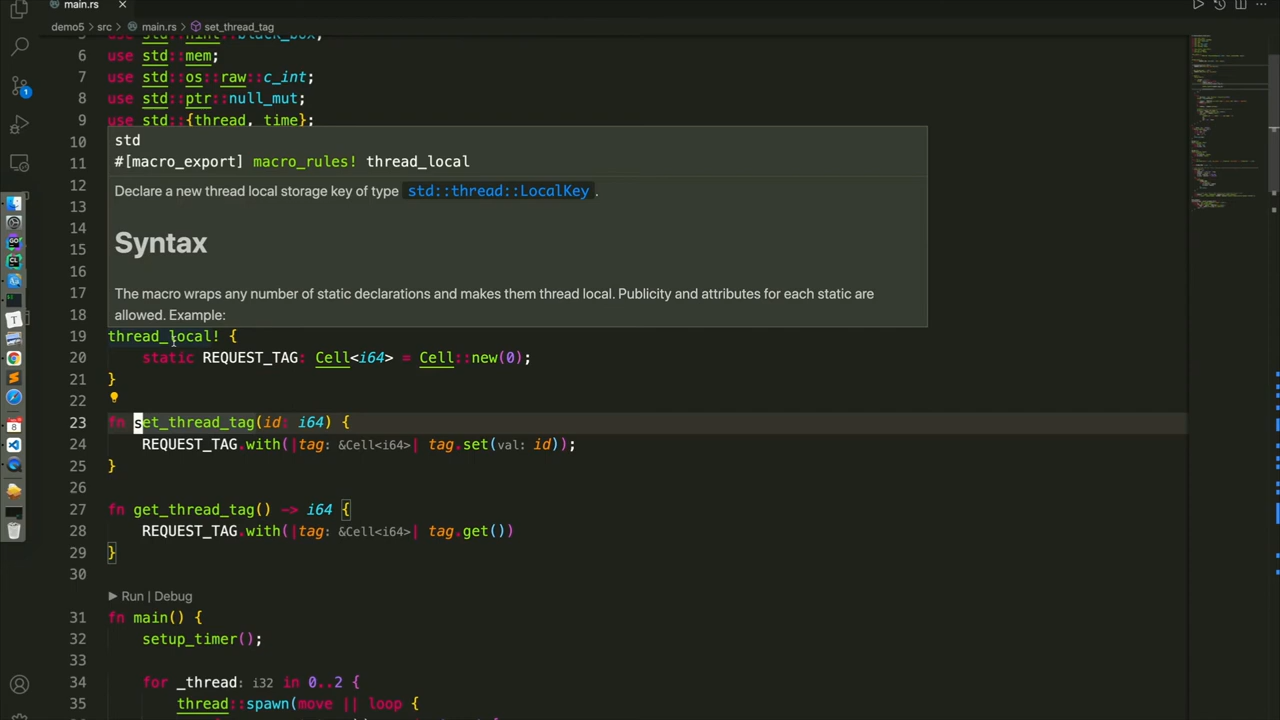 main.rs ×
demo5 > src > main.rs > set_thread_tag
use std::hint::black_box;
6 use std::mem;
7 use std::os::raw::c_int;
8 use std::ptr::null_mut;
9 use std::{thread, time};
10
11
12
13
14
15
16
17
18
std
#[macro_export] macro_rules! thread_local
Declare a new thread local storage key of type std::thread::LocalKey .
Syntax
The macro wraps any number of static declarations and makes them thread local. Publicity and attributes for each static are
allowed. Example:
19 thread_local! {
20 static REQUEST_TAG: Cell<i64> = Cell::new(0);
21 }
22
23 fn set_thread_tag(id: i64) {
24 REQUEST_TAG.with(|tag: &Cell<i64>| tag.set(val: id));
25 }
26
27 fn get_thread_tag() -> i64 {
28 REQUEST_TAG.with(|tag: &Cell<i64>| tag.get())
29 }
30
Run | Debug
31 fn main() {
32 setup_timer();
33
34 for _thread: i32 in 0..2 {
35 thread::spawn(move || loop {